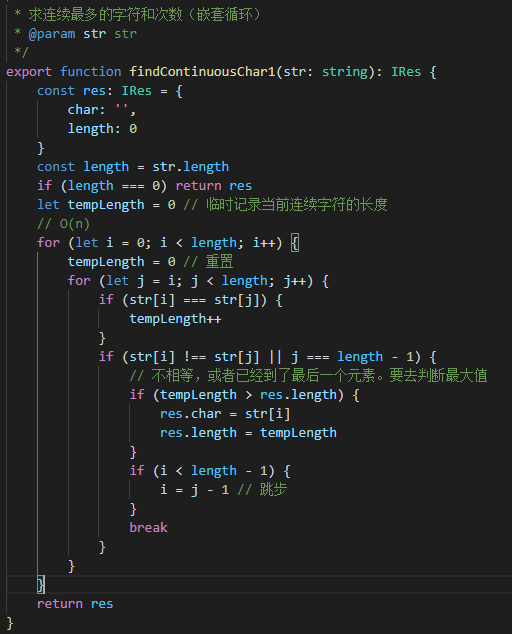 * 求连续最多的字符和次数（嵌套循环）
* @param str str
*/
export function findContinuousChar1(str: string): IRes {
    const res: IRes = {
        char: '',
        length: 0
    }
    const length = str.length
    if (length === 0) return res
    let tempLength = 0 // 临时记录当前连续字符的长度
    // O(n)
    for (let i = 0; i < length; i++) {
        tempLength = 0 // 重置
        for (let j = i; j < length; j++) {
            if (str[i] === str[j]) {
                tempLength++
            }
            if (str[i] !== str[j] || j === length - 1) {
                // 不相等，或者已经到了最后一个元素。要去判断最大值
                if (tempLength > res.length) {
                    res.char = str[i]
                    res.length = tempLength
                }
                if (i < length - 1) {
                    i = j - 1 // 跳步
                }
                break
            }
        }
    }
    return res
}